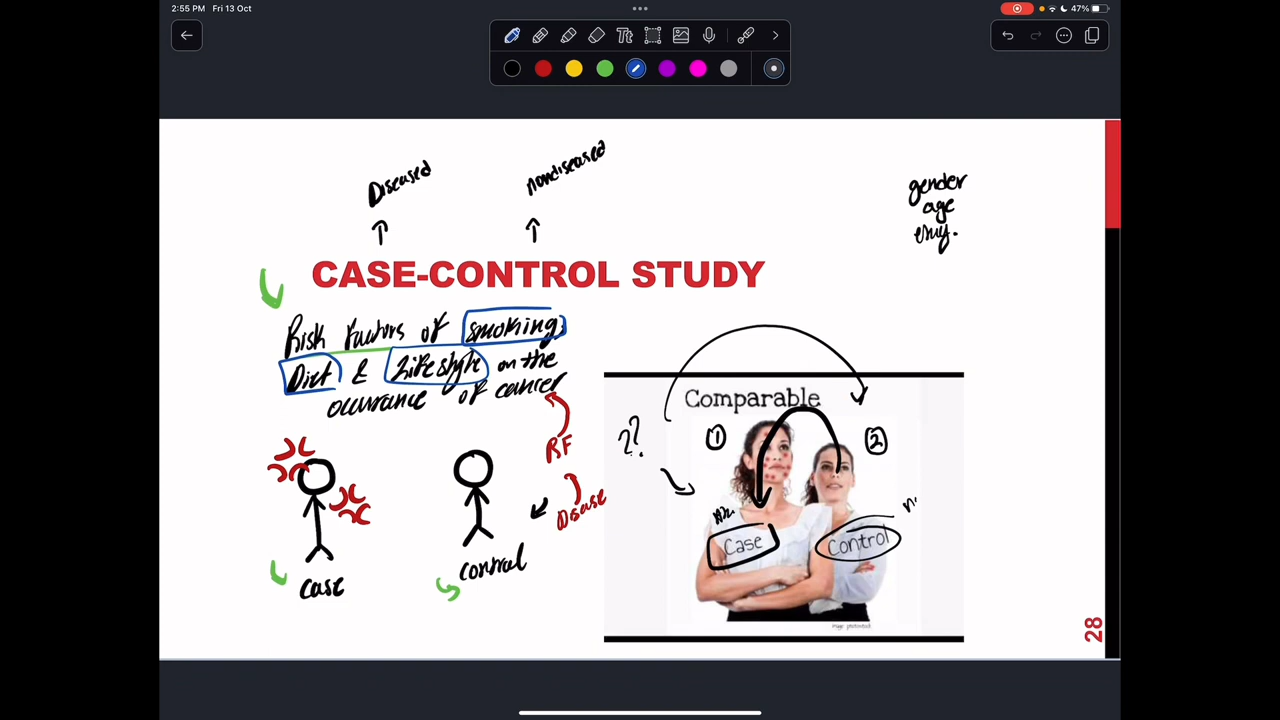 2:55 PM Fri 13 Oct
47%
Tt
Diseased
nondiseased
gender
age
CASE-CONTROL STUDY
Risk factors of smoking,
Diet & Lifestyle on the
occurance of cancer
RF
Disease
case
control
Comparable
??
1
2
Case
Control
28